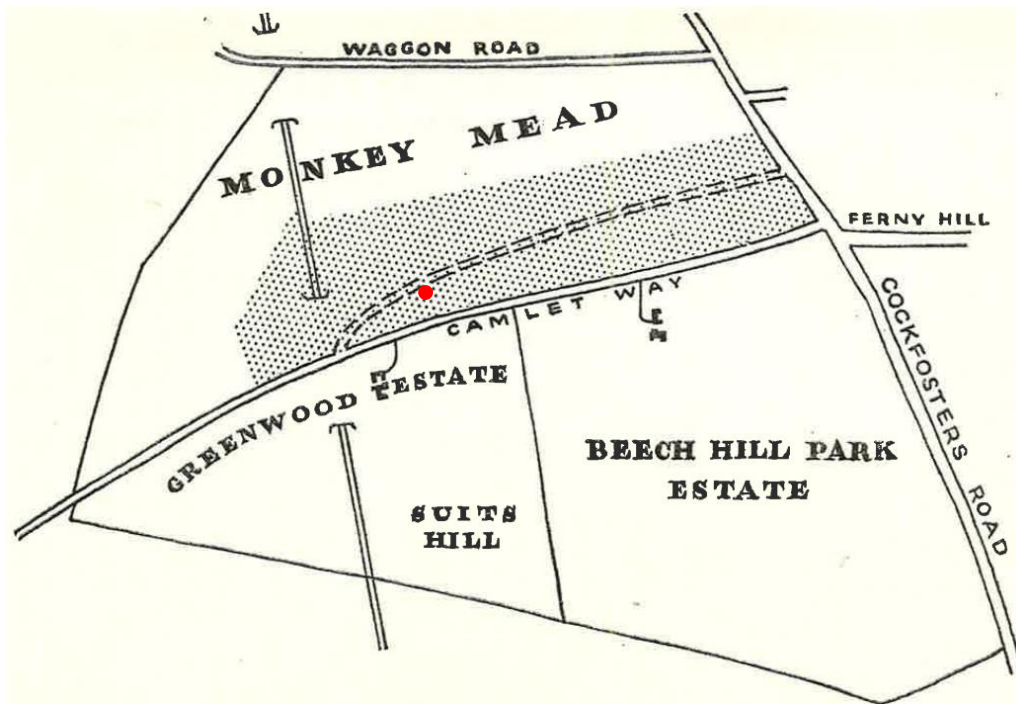 WAGGON ROAD
MONKEY MEAD
FERNY HILL
CAMLET WAY
COCKFOSTERS ROAD
GREENWOOD ESTATE
BEECH HILL PARK
ESTATE
SUITS
HILL